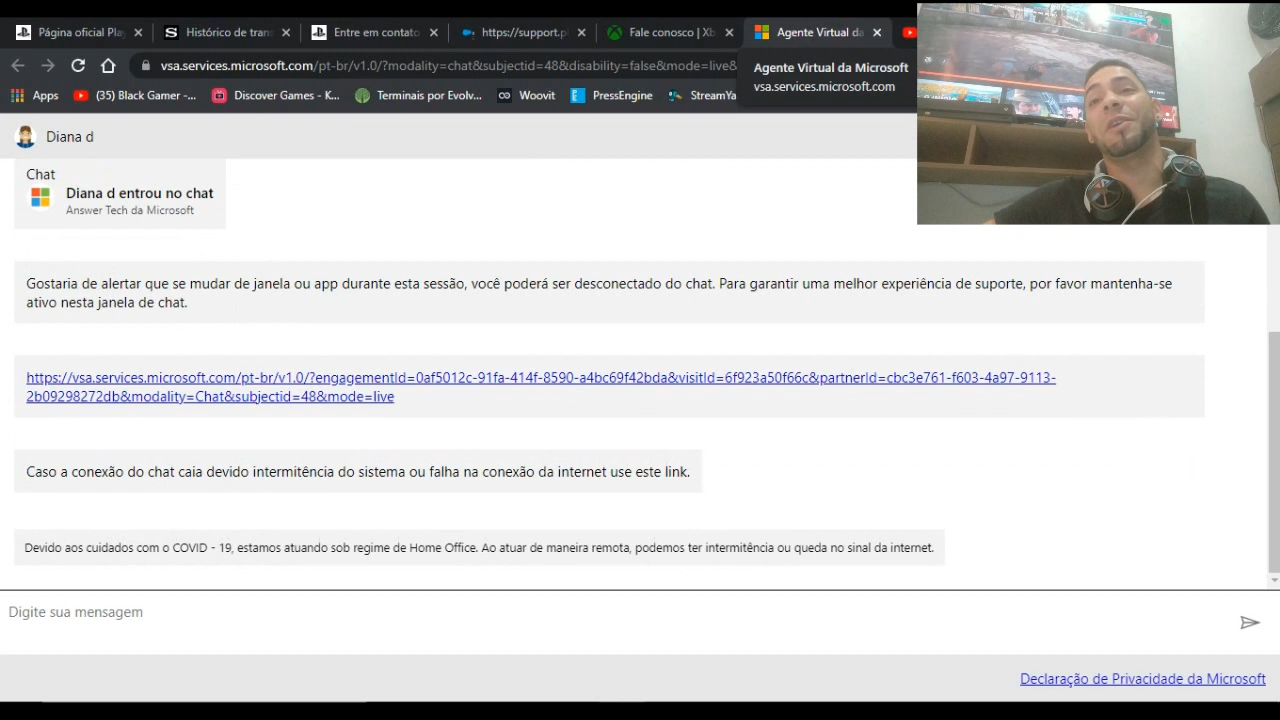 Página oficial Play
Histórico de tran
Entre em contato
https://support.p
Fale conosco | Xb
Agente Virtual da
vsa.services.microsoft.com/pt-br/v1.0/?modality=chat&subjectid=48&disability=false&mode=live&
Agente Virtual da Microsoft
vsa.services.microsoft.com
Apps
(35) Black Gamer -...
Discover Games - K...
Terminais por Evolv...
Woovit
PressEngine
StreamYa
Diana d
Chat
Diana d entrou no chat
Answer Tech da Microsoft
Gostaria de alertar que se mudar de janela ou app durante esta sessão, você poderá ser desconectado do chat. Para garantir uma melhor experiência de suporte, por favor mantenha-se
ativo nesta janela de chat.
https://vsa.services.microsoft.com/pt-br/v1.0/?engagementId=0af5012c-91fa-414f-8590-a4bc69f42bda&visitId=6f923a50f66c&partnerId=cbc3e761-f603-4a97-9113-
2b09298272db&modality=Chat&subjectid=48&mode=live
Caso a conexão do chat caia devido intermitência do sistema ou falha na conexão da internet use este link.
Devido aos cuidados com o COVID - 19, estamos atuando sob regime de Home Office. Ao atuar de maneira remota, podemos ter intermitência ou queda no sinal da internet.
Digite sua mensagem
Declaração de Privacidade da Microsoft